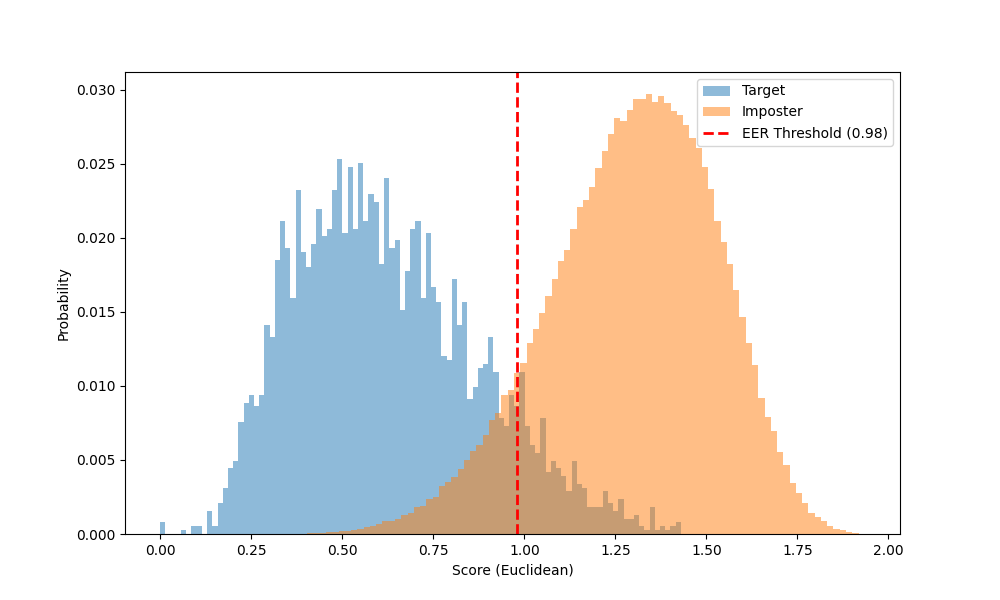 Target
Imposter
EER Threshold (0.98)
0.030
0.025
0.020
0.015
0.010
0.005
0.000
Probability
0.00 0.25 0.50 0.75 1.00 1.25 1.50 1.75 2.00
Score (Euclidean)